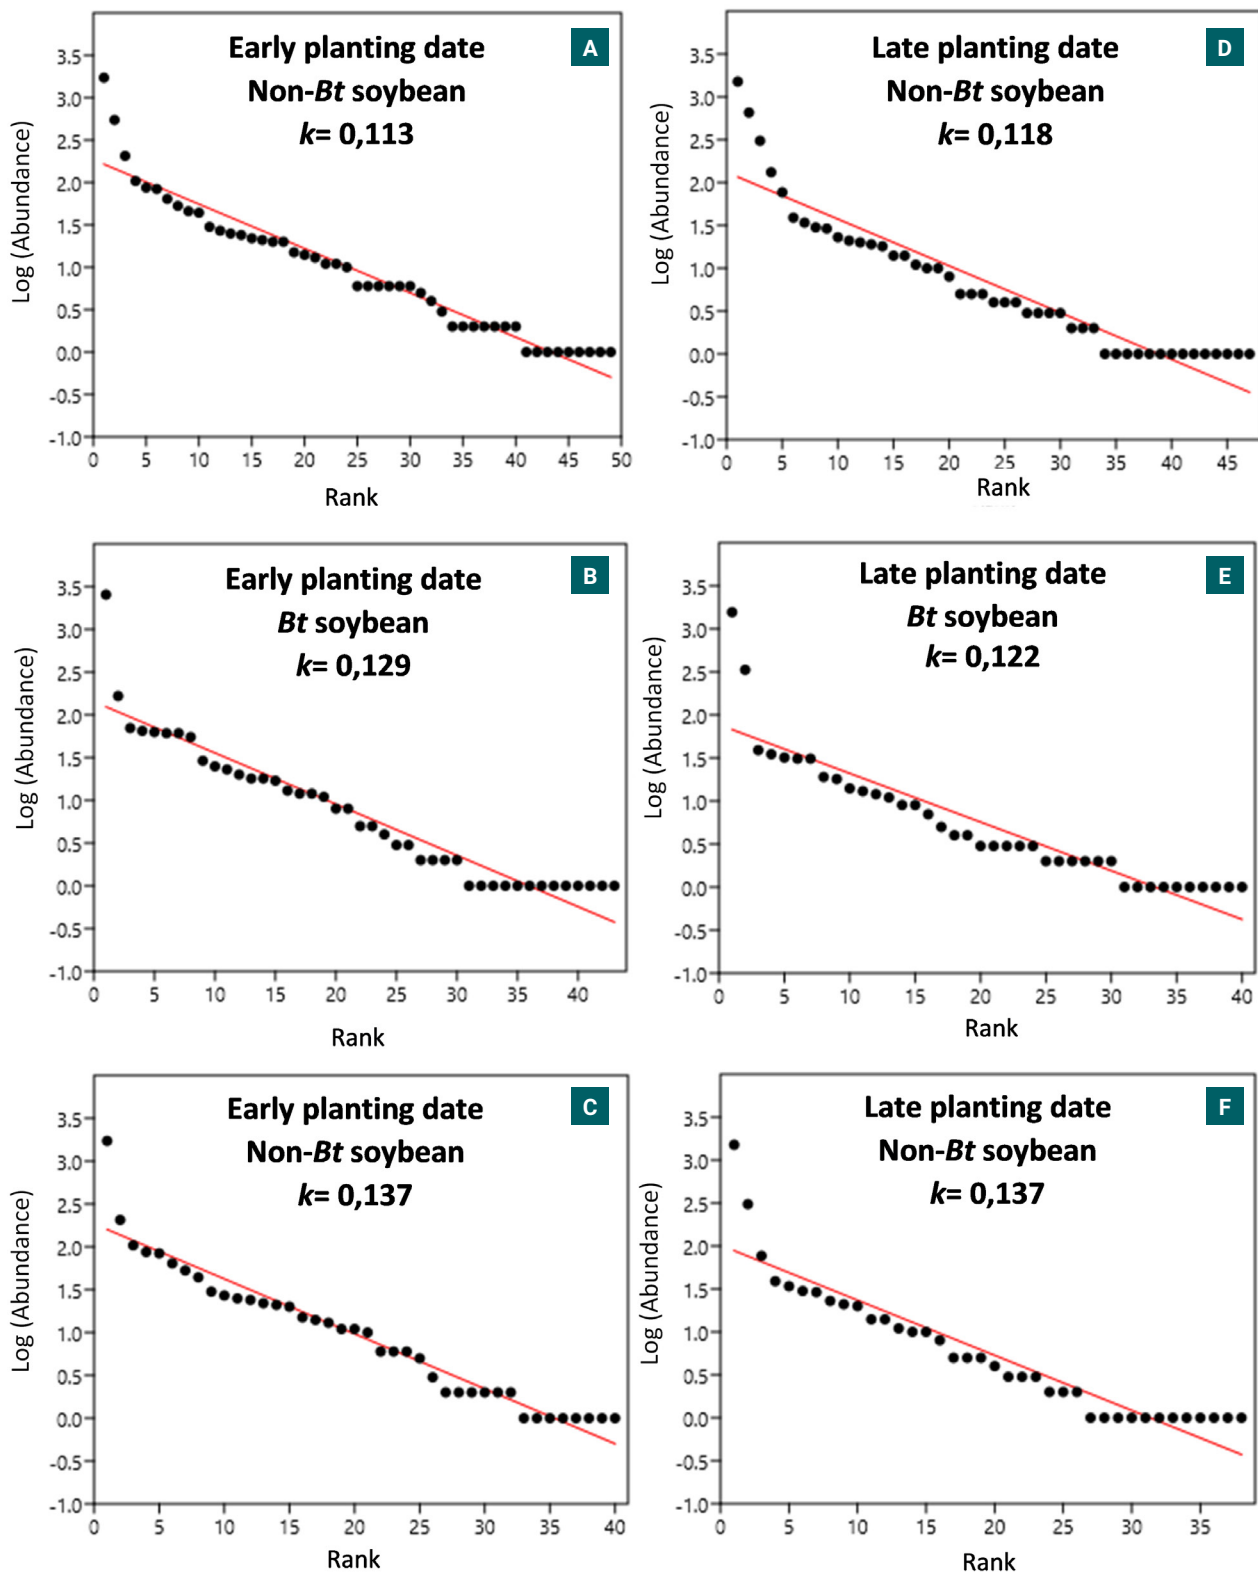 Early planting date
Non-Bt soybean
k= 0,113
A
Log (Abundance)
3.5
3.0
2.5
2.0
1.5
1.0
0.5
0.0
-0.5
-1.0
0 5 10 15 20 25 30 35 40 45 50
Rank
Late planting date
Non-Bt soybean
k= 0,118
D
Log (Abundance)
3.5
3.0
2.5
2.0
1.5
1.0
0.5
0.0
-0.5
-1.0
0 5 10 15 20 25 30 35 40 45
Rank
Early planting date
Bt soybean
k= 0,129
B
Log (Abundance)
3.5
3.0
2.5
2.0
1.5
1.0
0.5
0.0
-0.5
-1.0
0 5 10 15 20 25 30 35 40
Rank
Late planting date
Bt soybean
k= 0,122
E
Log (Abundance)
3.5
3.0
2.5
2.0
1.5
1.0
0.5
0.0
-0.5
-1.0
0 5 10 15 20 25 30 35 40
Rank
Early planting date
Non-Bt soybean
k= 0,137
C
Log (Abundance)
3.5
3.0
2.5
2.0
1.5
1.0
0.5
0.0
-0.5
-1.0
0 5 10 15 20 25 30 35 40
Rank
Late planting date
Non-Bt soybean
k= 0,137
F
Log (Abundance)
3.5
3.0
2.5
2.0
1.5
1.0
0.5
0.0
-0.5
-1.0
0 5 10 15 20 25 30 35
Rank